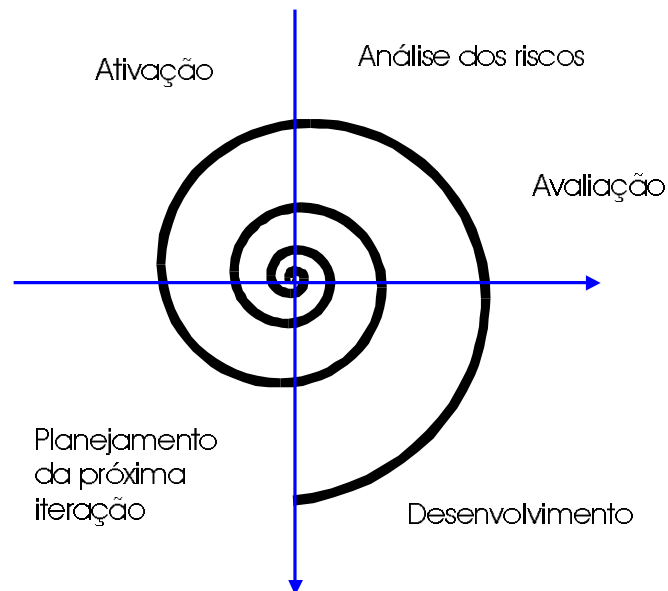 Ativação
Análise dos riscos
Avaliação
Planejamento
da próxima
iteração
Desenvolvimento